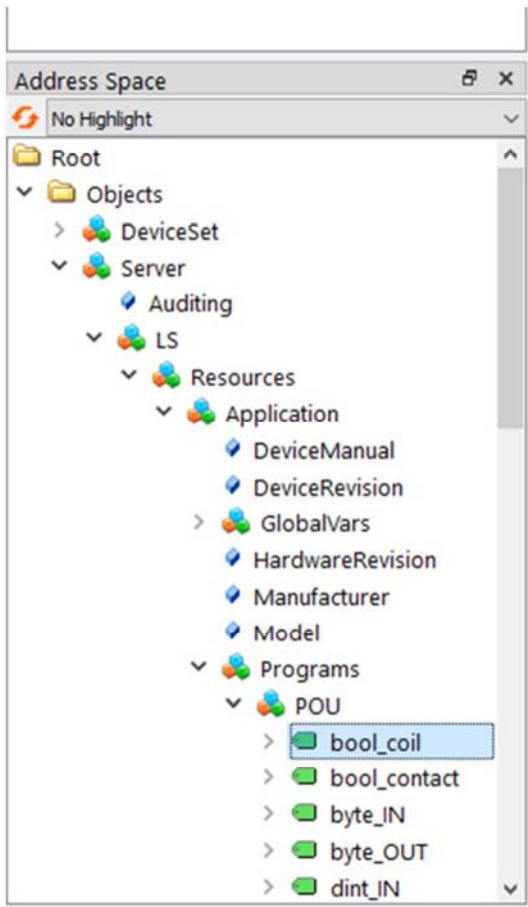 Address Space
No Highlight
Root
Objects
DeviceSet
Server
Auditing
LS
Resources
Application
DeviceManual
DeviceRevision
GlobalVars
HardwareRevision
Manufacturer
Model
Programs
POU
bool_coil
bool_contact
byte_IN
byte_OUT
dint_IN